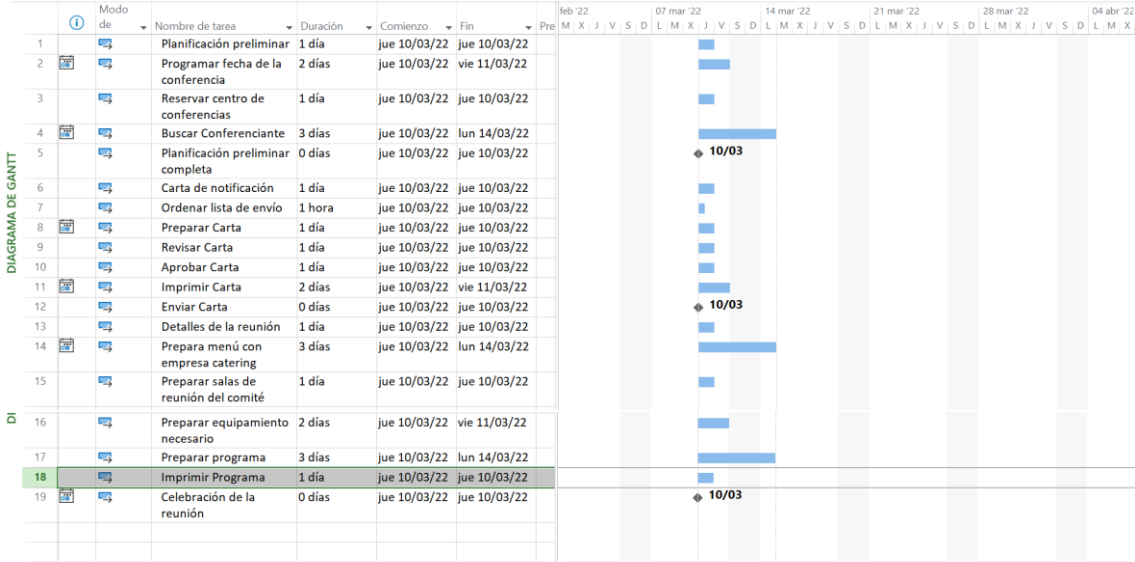 Modo de
Nombre de tarea Duración Comienzo Fin Pre
feb '22 07 mar '22 14 mar '22 21 mar '22 28 mar '22 04 abr '22
M X J V S D L M X J V S D L M X J V S D L M X J V S D L M X J V S D L M X
DIAGRAMA DE GANTT
1 Planificación preliminar 1 día jue 10/03/22 jue 10/03/22
2 Programar fecha de la 2 días jue 10/03/22 vie 11/03/22
conferencia
3 Reservar centro de 1 día jue 10/03/22 jue 10/03/22
conferencias
4 Buscar Conferenciante 3 días jue 10/03/22 lun 14/03/22
5 Planificación preliminar 0 días jue 10/03/22 jue 10/03/22 10/03
completa
6 Carta de notificación 1 día jue 10/03/22 jue 10/03/22
7 Ordenar lista de envío 1 hora jue 10/03/22 jue 10/03/22
8 Preparar Carta 1 día jue 10/03/22 jue 10/03/22
9 Revisar Carta 1 día jue 10/03/22 jue 10/03/22
10 Aprobar Carta 1 día jue 10/03/22 jue 10/03/22
11 Imprimir Carta 2 días jue 10/03/22 vie 11/03/22
12 Enviar Carta 0 días jue 10/03/22 jue 10/03/22 10/03
13 Detalles de la reunión 1 día jue 10/03/22 jue 10/03/22
14 Prepara menú con 3 días jue 10/03/22 lun 14/03/22
empresa catering
15 Preparar salas de 1 día jue 10/03/22 jue 10/03/22
reunión del comité
DI
16 Preparar equipamiento 2 días jue 10/03/22 vie 11/03/22
necesario
17 Preparar programa 3 días jue 10/03/22 lun 14/03/22
18 Imprimir Programa 1 día jue 10/03/22 jue 10/03/22
19 Celebración de la 0 días jue 10/03/22 jue 10/03/22 10/03
reunión